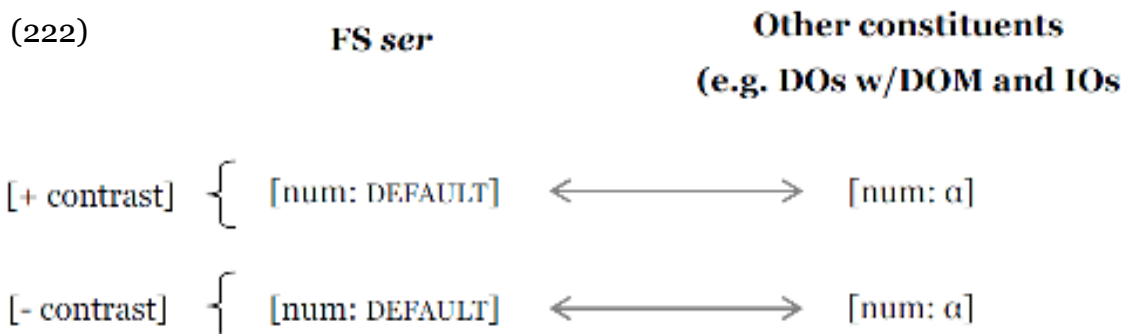 (222)
FS ser
Other constituents
(e.g. DOs w/DOM and IOs
[+ contrast] { [num: DEFAULT] ⟷ [num: α]
[- contrast] { [num: DEFAULT] ⟷ [num: α]